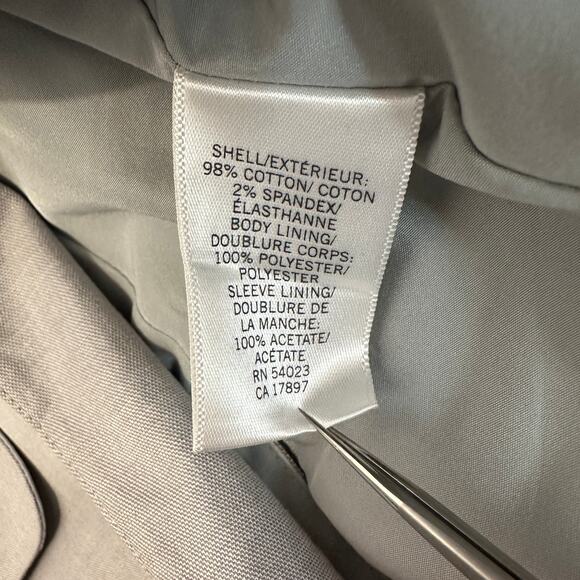 SHELL/EXTÉRIEUR:
98% COTTON/ COTON
2% SPANDEX/
ÉLASTHANNE
BODY LINING/
DOUBLURE CORPS:
100% POLYESTER/
POLYESTER
SLEEVE LINING/
DOUBLURE DE
LA MANCHE:
100% ACETATE/
ACÉTATE
RN 54023
CA 17897